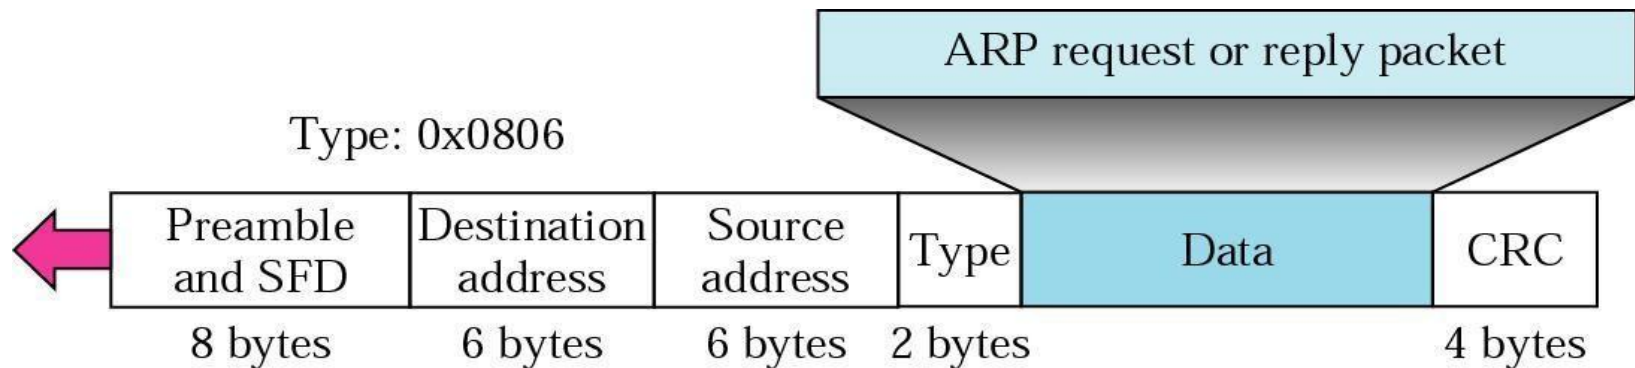 ARP request or reply packet
Type: 0x0806
Preamble
and SFD
Destination
address
Source
address
Type
Data
CRC
8 bytes
6 bytes
6 bytes
2 bytes
4 bytes